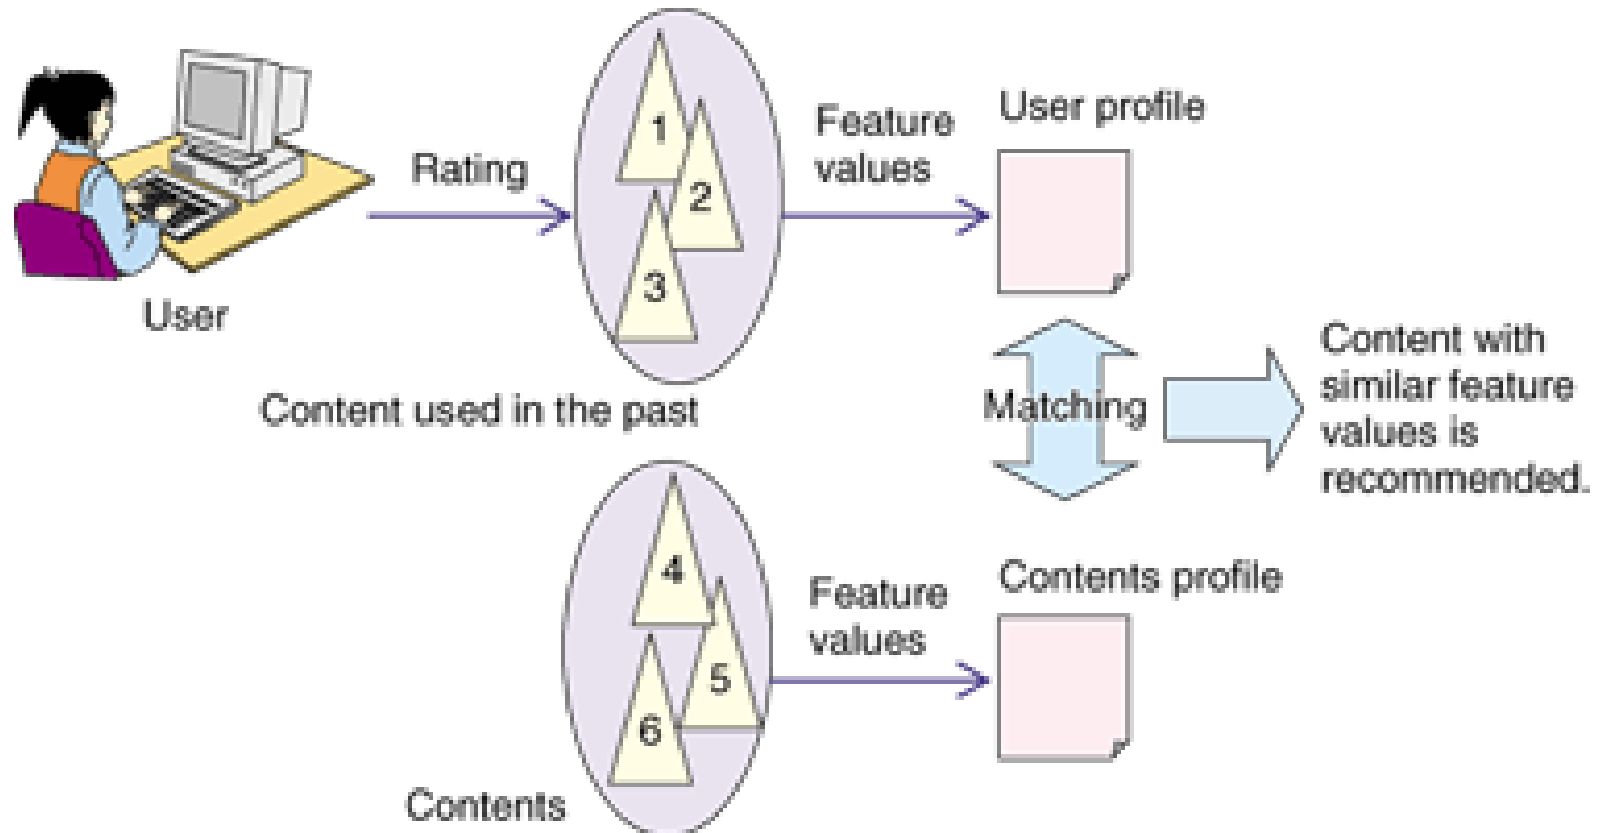 User
Rating
1
2
3
Content used in the past
Feature
values
User profile
Matching
Content with
similar feature
values is
recommended.
4
5
6
Contents
Feature
values
Contents profile